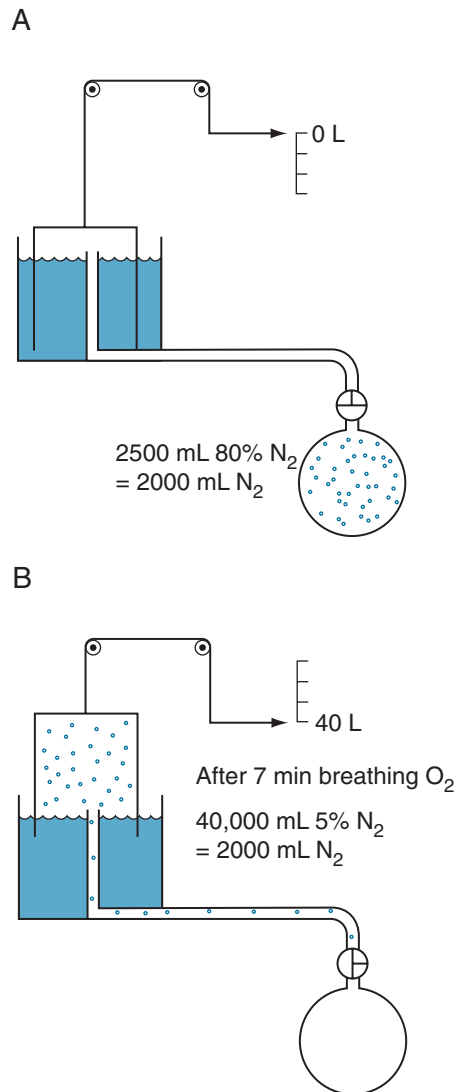 A
0 L
2500 mL 80% N₂
= 2000 mL N₂
B
40 L
After 7 min breathing O₂
40,000 mL 5% N₂
= 2000 mL N₂